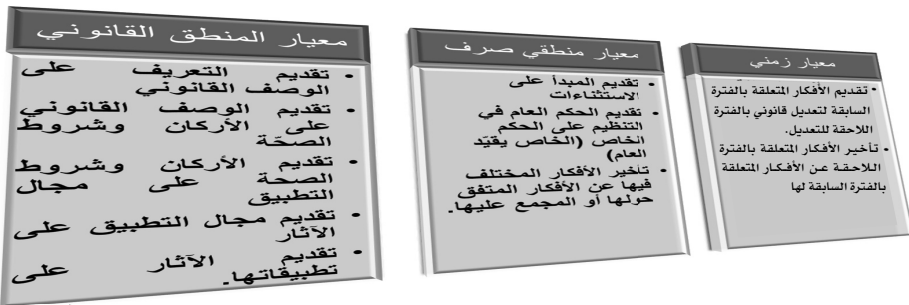 معيار زمني
• تقديم الأفكار المتعلقة بالفترة
السابقة لتعديل قانوني بالفترة
اللاحقة للتعديل.
• تأخير الأفكار المتعلقة بالفترة
اللاحقة عن الأفكار المتعلقة
بالفترة السابقة لها
معيار منطقي صرف
• تقديم المبدأ على
الاستثناءات
• تقديم الحكم العام في
التنظيم على الحكم
الخاص (الخاص يقيّد
العام)
• تأخير الأفكار المختلف
فيها عن الأفكار المتفق
حولها أو المجمع عليها.
معيار المنطق القانوني
• تقديم التعريف على
الوصف القانوني
• تقديم الوصف القانوني
على الأركان وشروط
الصحّة
• تقديم الأركان وشروط
الصحة على مجال
التطبيق
• تقديم مجال التطبيق على
الآثار
• تقديم الآثار على
تطبيقاتها.